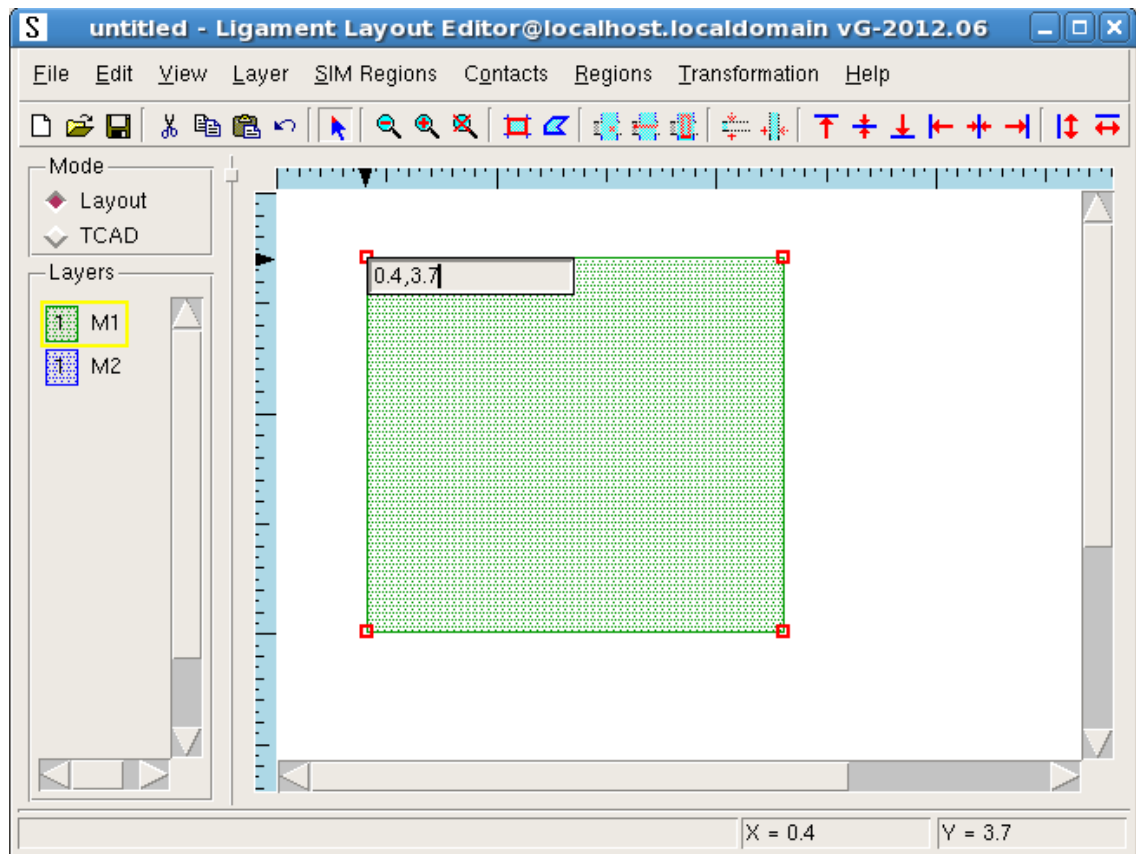 S untitled - Ligament Layout Editor@localhost.localdomain vG-2012.06
File Edit View Layer SIM Regions Contacts Regions Transformation Help
Mode
Layout
TCAD
Layers
1 M1
1 M2
0.4,3.7
X = 0.4 Y = 3.7